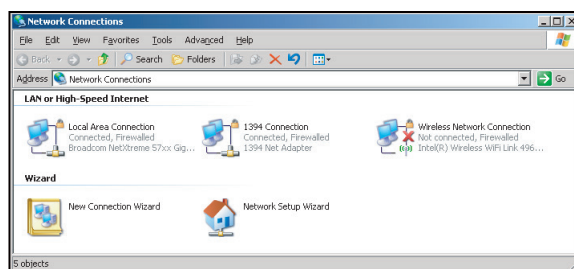 Network Connections
File Edit View Favorites Tools Advanced Help
Back Search Folders
Address Network Connections Go
LAN or High-Speed Internet
Local Area Connection
Connected, Firewalled
Broadcom NetXtreme 57xx Gig...
1394 Connection
Connected, Firewalled
1394 Net Adapter
Wireless Network Connection
Not connected, Firewalled
Intel(R) Wireless WiFi Link 496...
Wizard
New Connection Wizard
Network Setup Wizard
5 objects